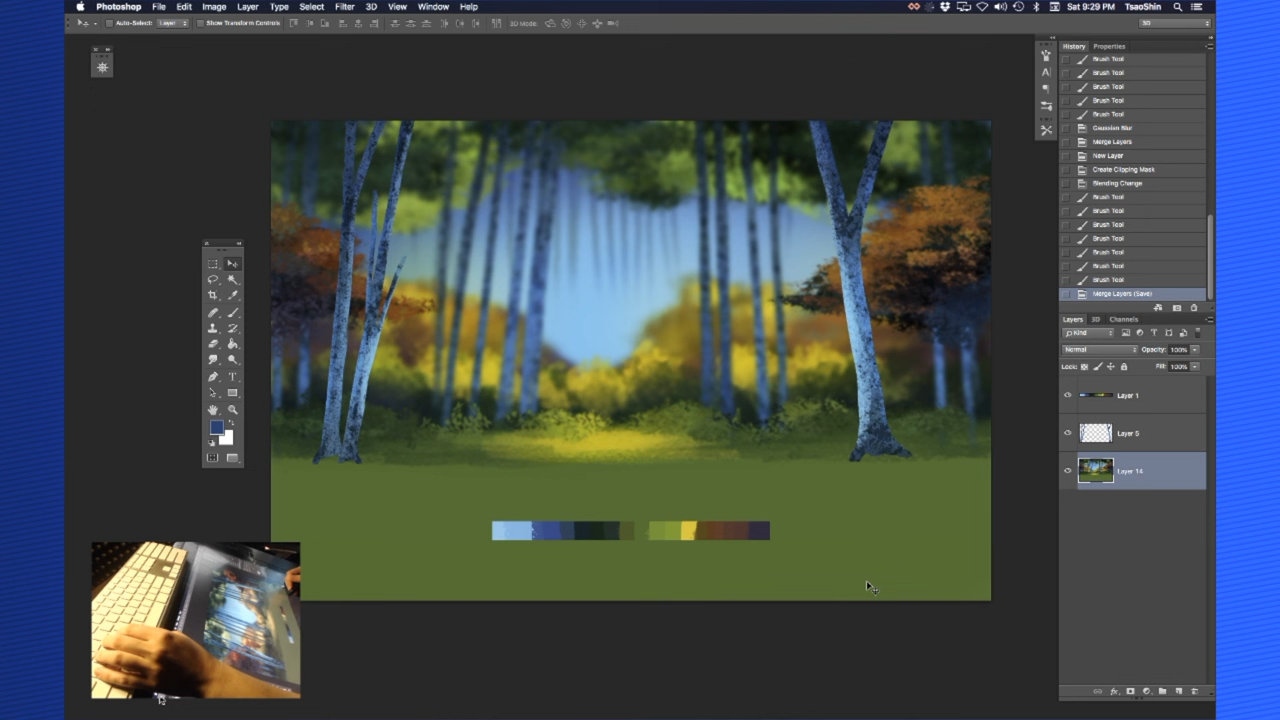 Photoshop File Edit Image Layer Type Select Filter 3D View Window Help Sat 9:29 PM TsaoShin
Auto-Select: Layer Show Transform Controls 3D Mode: 3D
History Properties
Brush Tool
Brush Tool
Brush Tool
Brush Tool
Brush Tool
Gaussian Blur
Merge Layers
New Layer
Create Clipping Mask
Blending Change
Brush Tool
Brush Tool
Brush Tool
Brush Tool
Brush Tool
Brush Tool
Brush Tool
Merge Layers (Save)
Layers 3D Channels
Kind
Normal Opacity: 100%
Lock: Fill: 100%
Layer 1
Layer 5
Layer 14